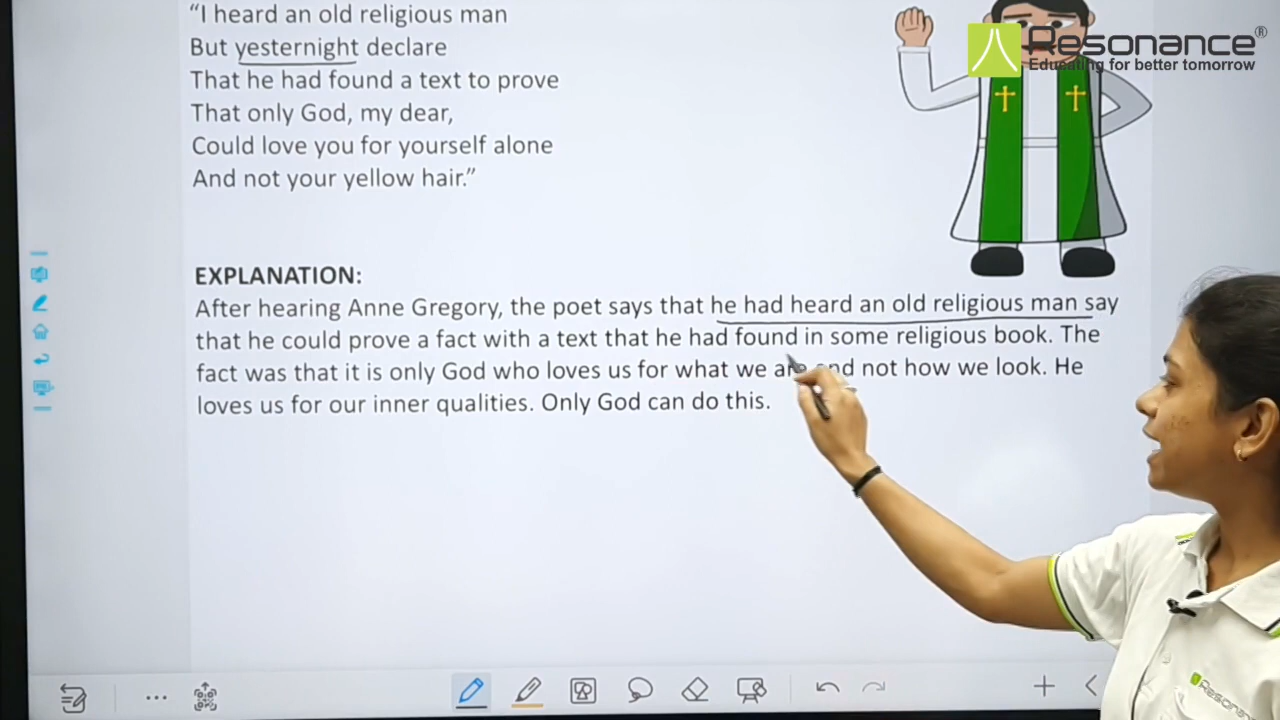 “I heard an old religious man
But yesternight declare
That he had found a text to prove
That only God, my dear,
Could love you for yourself alone
And not your yellow hair.”
Resonance®
Educating for better tomorrow
EXPLANATION:
After hearing Anne Gregory, the poet says that he had heard an old religious man say
that he could prove a fact with a text that he had found in some religious book. The
fact was that it is only God who loves us for what we are and not how we look. He
loves us for our inner qualities. Only God can do this.
Resonance